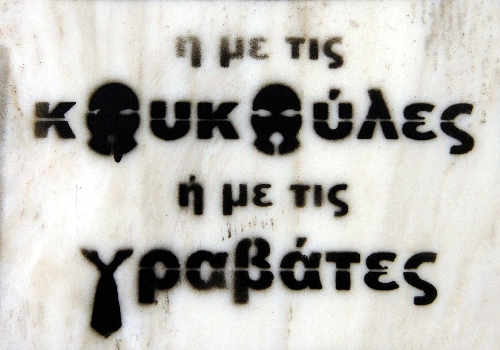 η με τις
κουκούλες
ή με τις
γραβάτες